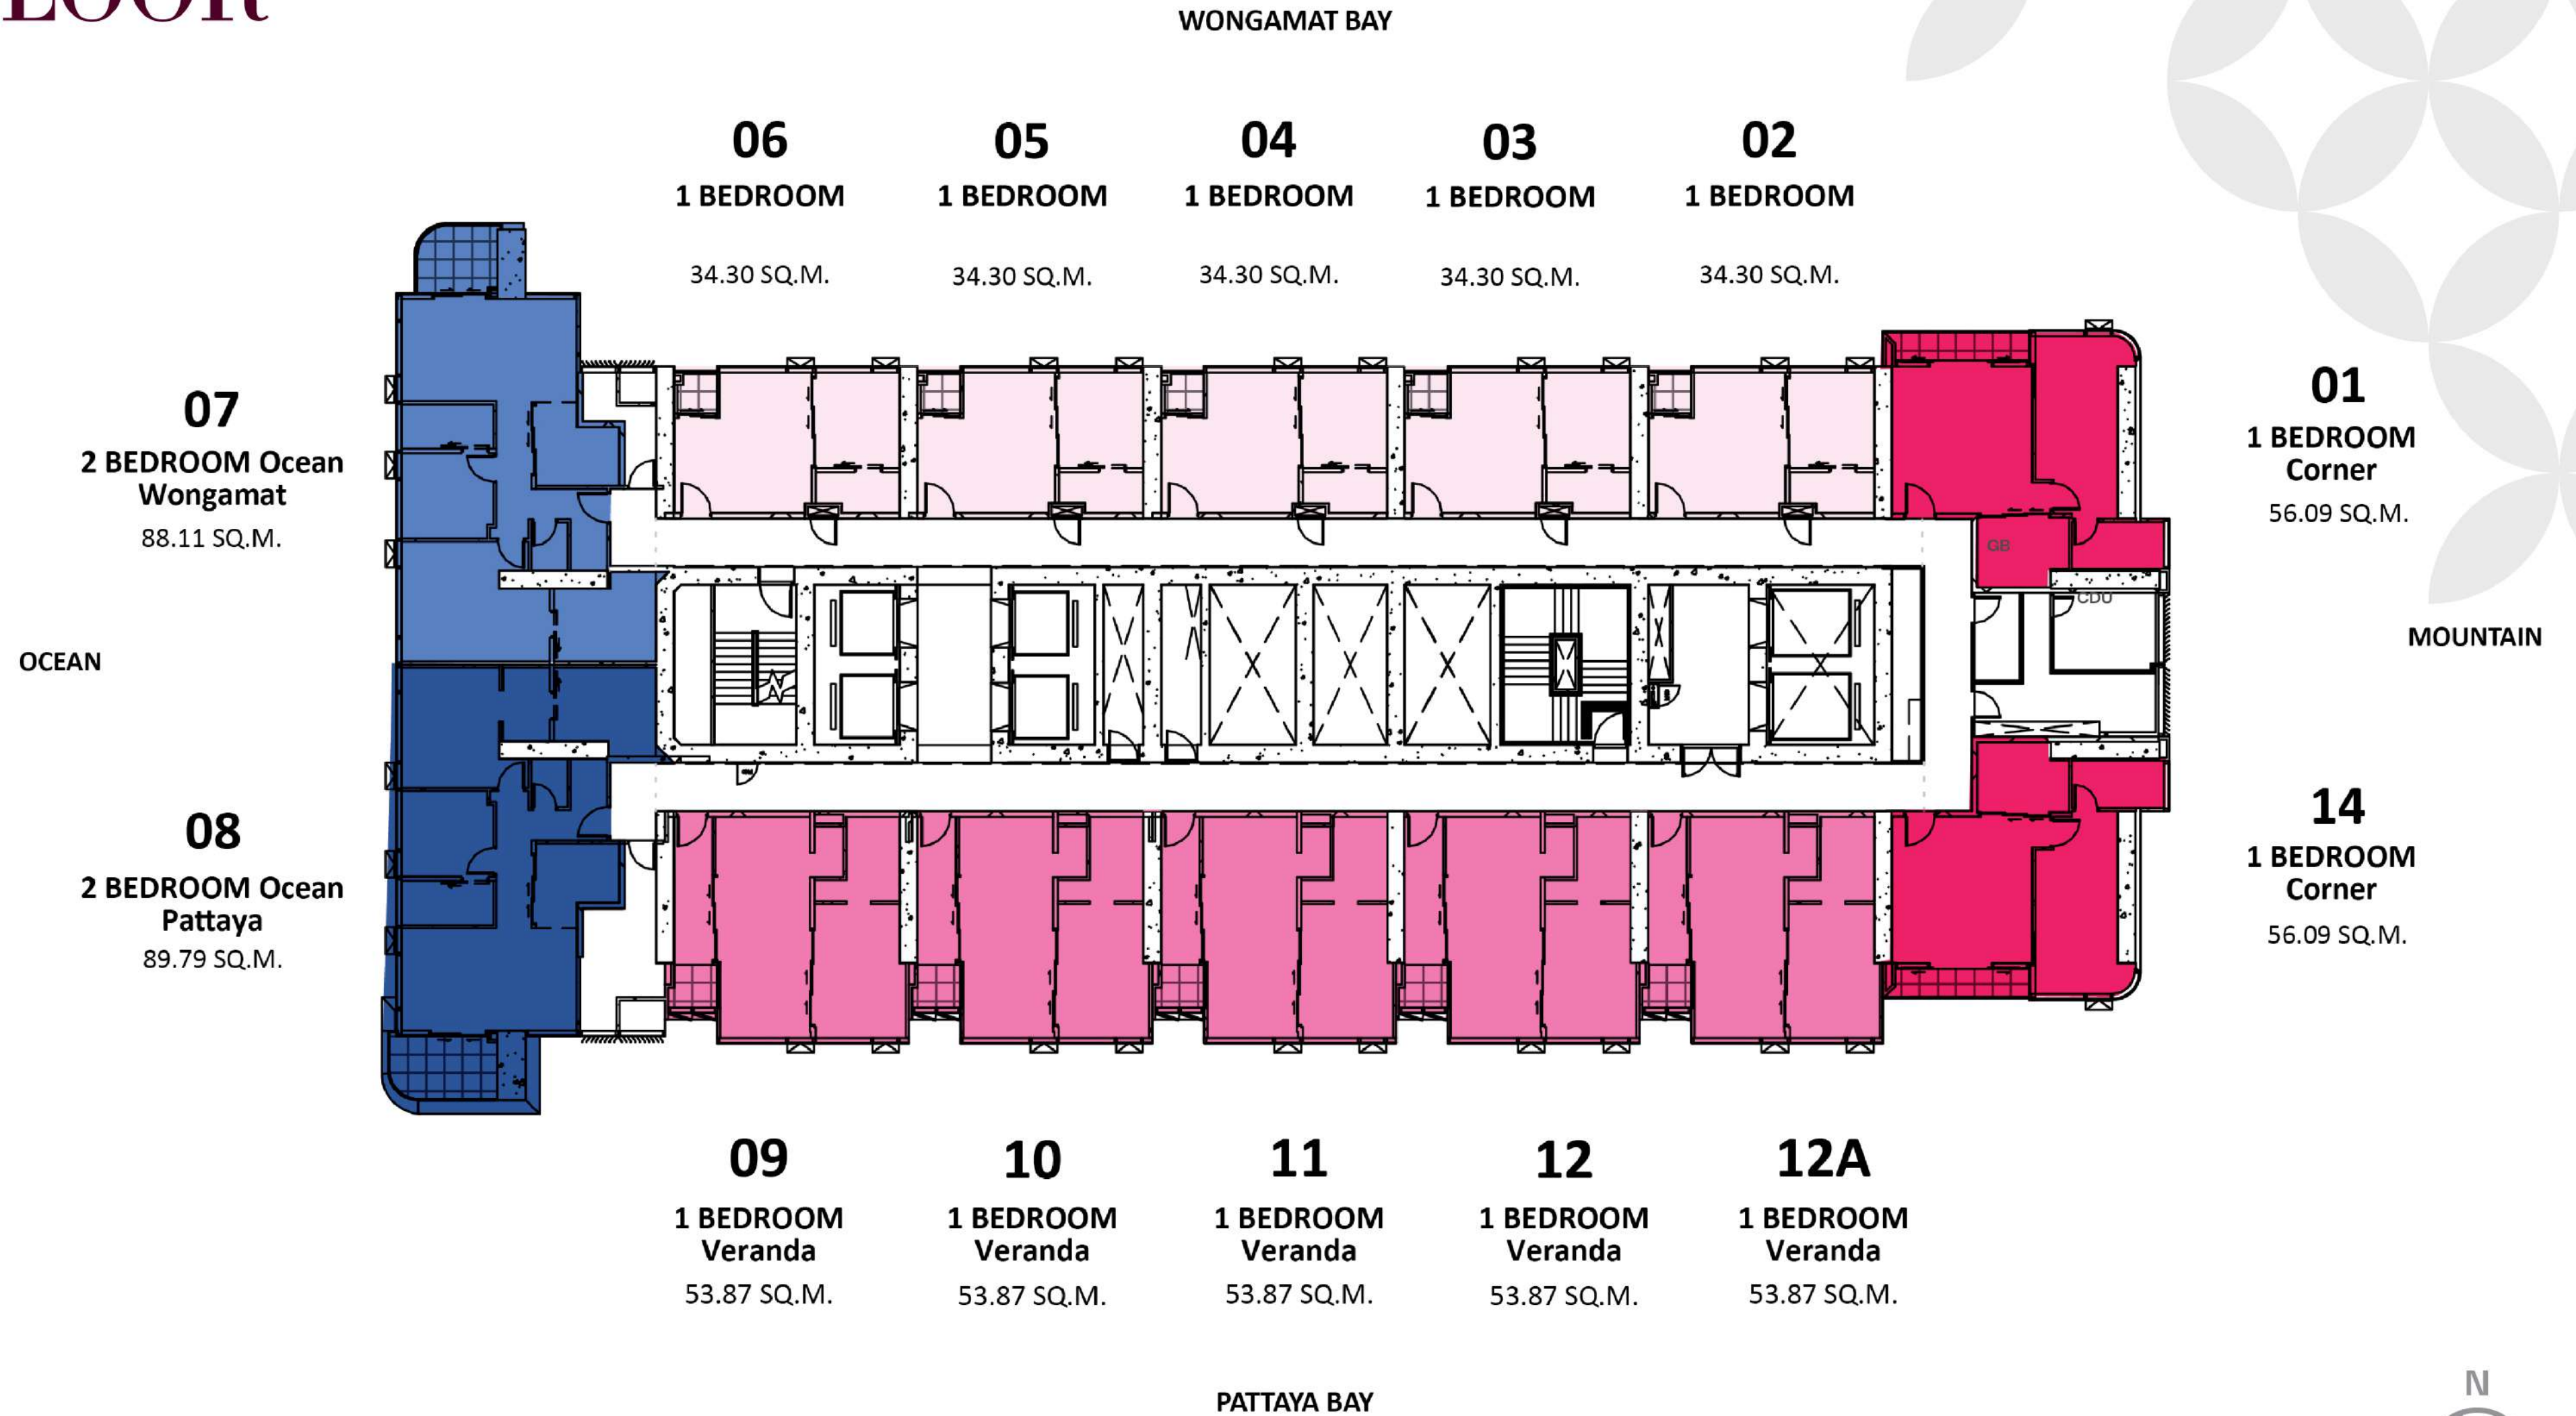 WONGAMAT BAY
06
1 BEDROOM
34.30 SQ.M.
05
1 BEDROOM
34.30 SQ.M.
04
1 BEDROOM
34.30 SQ.M.
03
1 BEDROOM
34.30 SQ.M.
02
1 BEDROOM
34.30 SQ.M.
07
2 BEDROOM Ocean
Wongamat
88.11 SQ.M.
01
1 BEDROOM
Corner
56.09 SQ.M.
GB
CDU
OCEAN
MOUNTAIN
08
2 BEDROOM Ocean
Pattaya
89.79 SQ.M.
14
1 BEDROOM
Corner
56.09 SQ.M.
09
1 BEDROOM
Veranda
53.87 SQ.M.
10
1 BEDROOM
Veranda
53.87 SQ.M.
11
1 BEDROOM
Veranda
53.87 SQ.M.
12
1 BEDROOM
Veranda
53.87 SQ.M.
12A
1 BEDROOM
Veranda
53.87 SQ.M.
PATTAYA BAY
N